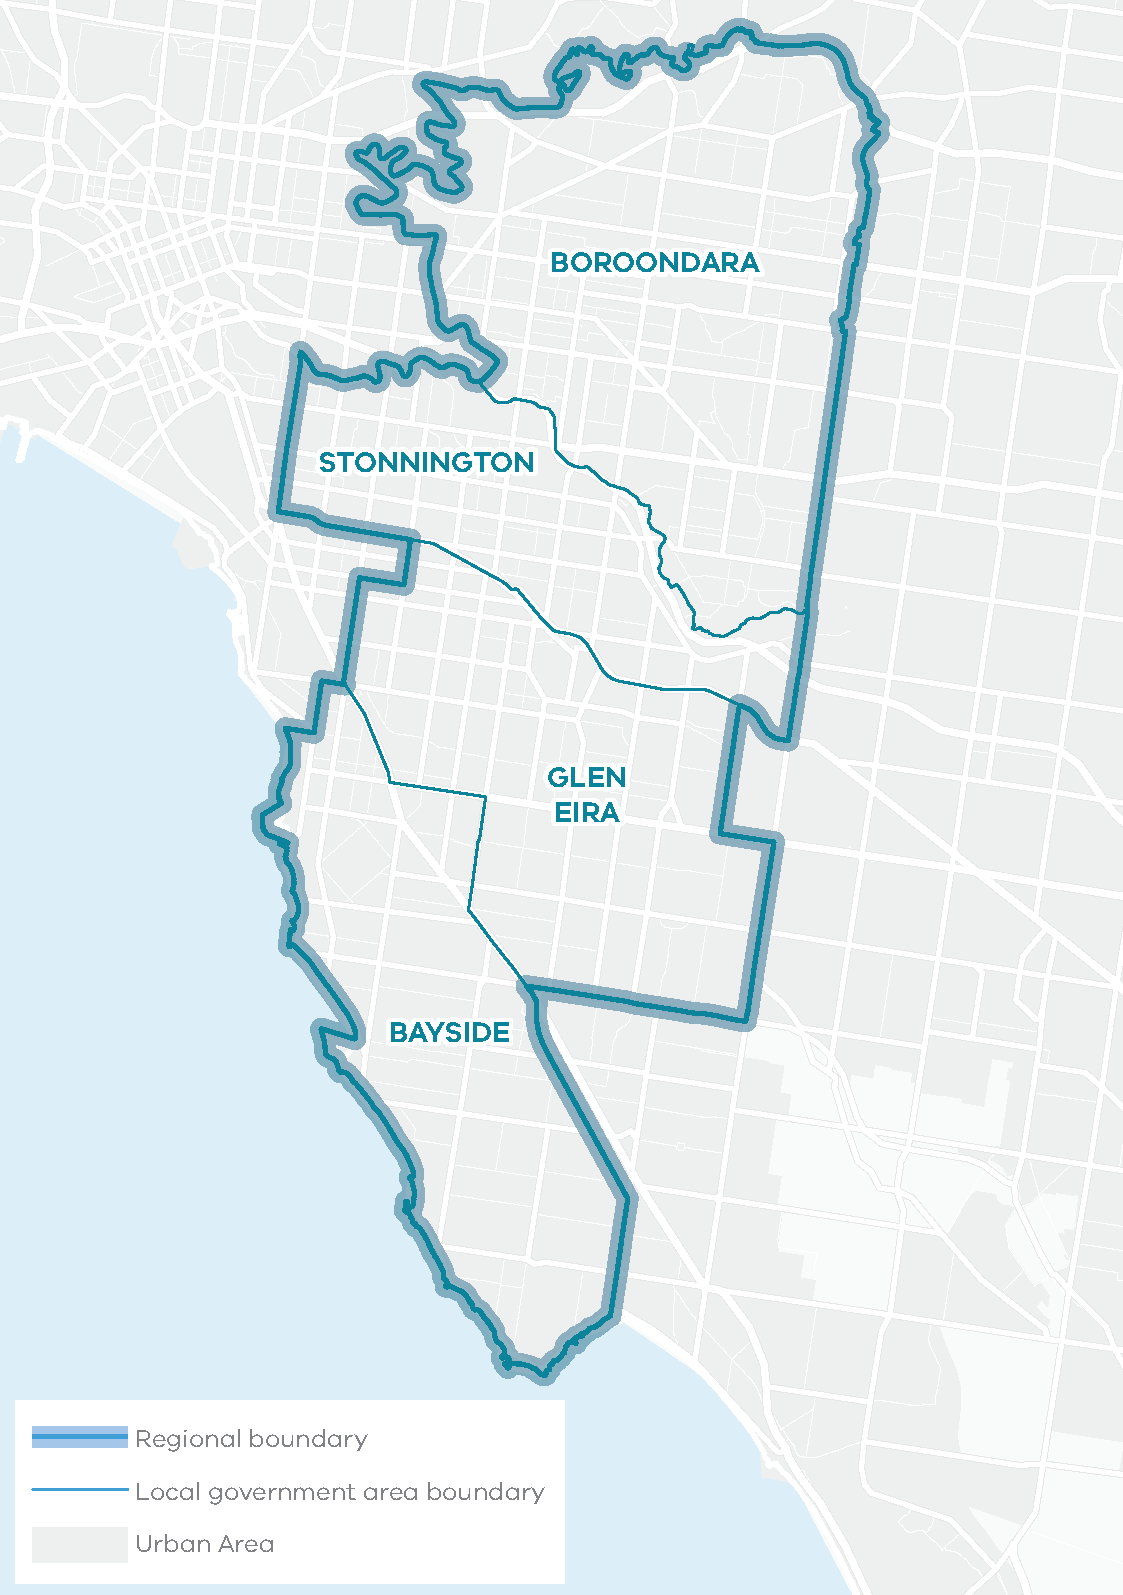 BOROONDARA
STONNINGTON
GLEN
EIRA
BAYSIDE
Regional boundary
Local government area boundary
Urban Area